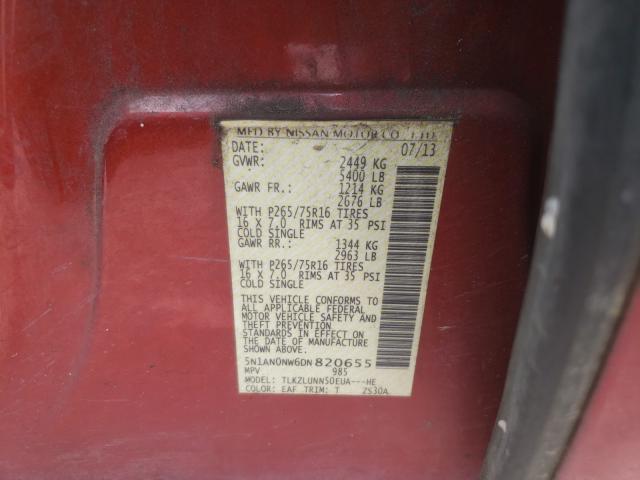 MFD BY NISSAN MOTOR CO., LTD.
DATE: 07/13
GVWR: 2449 KG
5400 LB
GAWR FR.: 1214 KG
2676 LB
WITH P265/75R16 TIRES
16 X 7.0 RIMS AT 35 PSI
COLD SINGLE
GAWR RR.: 1344 KG
2963 LB
WITH P265/75R16 TIRES
16 X 7.0 RIMS AT 35 PSI
COLD SINGLE
THIS VEHICLE CONFORMS TO
ALL APPLICABLE FEDERAL
MOTOR VEHICLE SAFETY AND
THEFT PREVENTION
STANDARDS IN EFFECT ON
THE DATE OF MANUFACTURE
SHOWN ABOVE.
5N1AN0NW6DN820655
MPV 985
MODEL: TLKZLUNN50EUA---HE
COLOR: EAF TRIM: T ZS30A